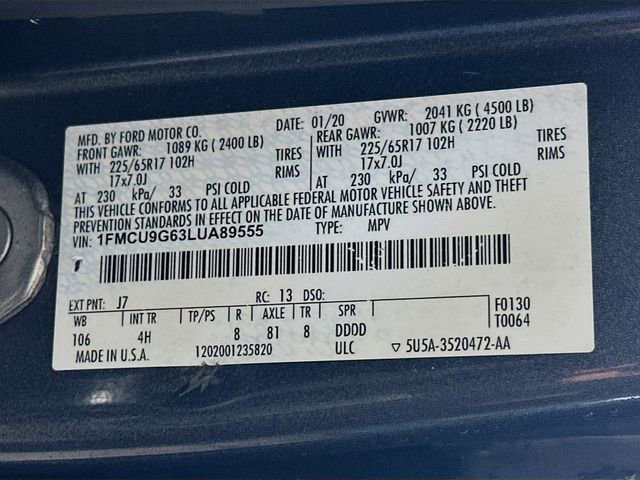 MFD. BY FORD MOTOR CO. DATE: 01/20 GVWR: 2041 KG ( 4500 LB)
FRONT GAWR: 1089 KG ( 2400 LB) REAR GAWR: 1007 KG ( 2220 LB)
WITH 225/65R17 102H TIRES WITH 225/65R17 102H TIRES
17x7.0J RIMS 17x7.0J RIMS
AT 230 kPa/ 33 PSI COLD AT 230 kPa/ 33 PSI COLD
THIS VEHICLE CONFORMS TO ALL APPLICABLE FEDERAL MOTOR VEHICLE SAFETY AND THEFT
PREVENTION STANDARDS IN EFFECT ON THE DATE OF MANUFACTURE SHOWN ABOVE.
VIN: 1FMCU9G63LUA89555 TYPE: MPV
EXT PNT: J7 RC: 13 DSO: F0130
WB INT TR TP/PS R AXLE TR SPR T0064
106 4H 8 81 8 DDDD
MADE IN U.S.A. 1202001235820 ULC ▽ 5U5A-3520472-AA